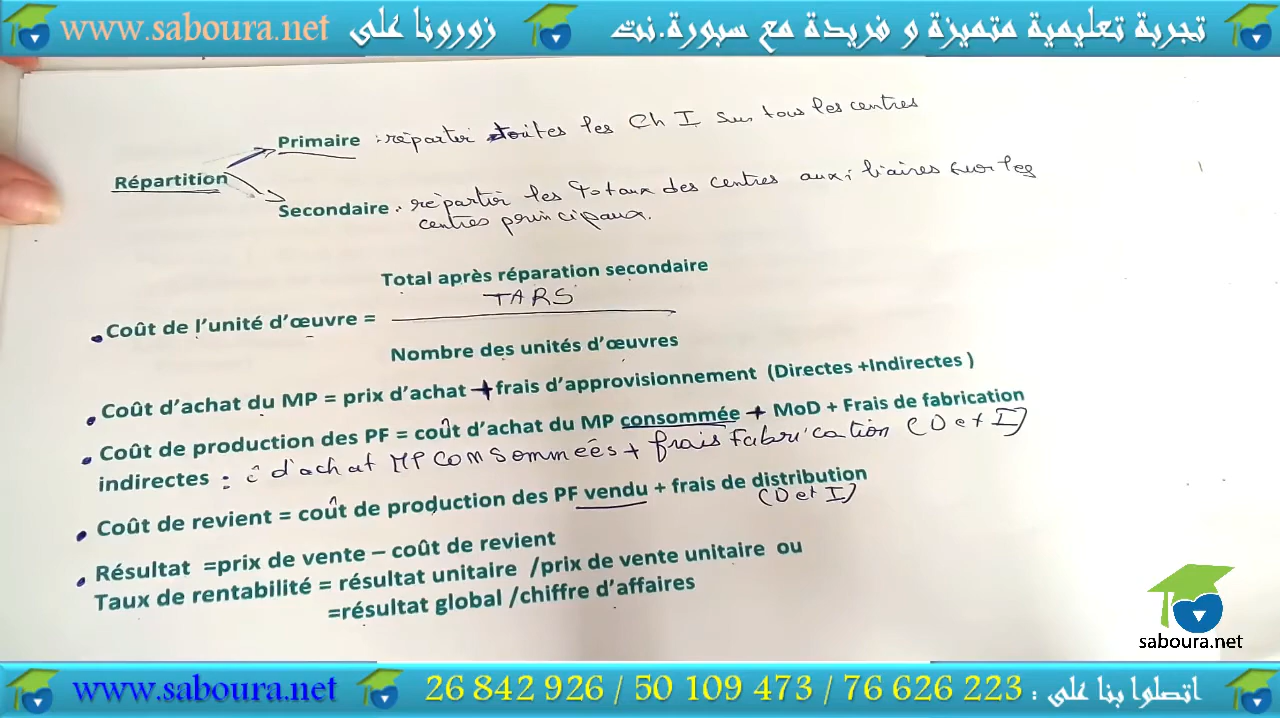 www.saboura.net زورونا على تجربة تعليمية متميزة و فريدة مع سبورة.نت
Primaire : répartir toutes les Ch I sur tous les centres
Répartition
Secondaire : répartir les totaux des centres auxiliaires sur les
centres principaux.
Total après réparation secondaire
TARS
Coût de l'unité d'œuvre =
Nombre des unités d'œuvres
Coût d'achat du MP = prix d'achat + frais d'approvisionnement (Directes +Indirectes )
Coût de production des PF = coût d'achat du MP consommée + MoD + Frais de fabrication
indirectes : c d'achat MP consommées + frais Fabrication (D et I)
Coût de revient = coût de production des PF vendu + frais de distribution
(D et I)
Résultat =prix de vente – coût de revient
Taux de rentabilité = résultat unitaire /prix de vente unitaire ou
=résultat global /chiffre d'affaires
saboura.net
www.saboura.net 26 842 926 / 50 109 473 / 76 626 223 : اتصلوا بنا على